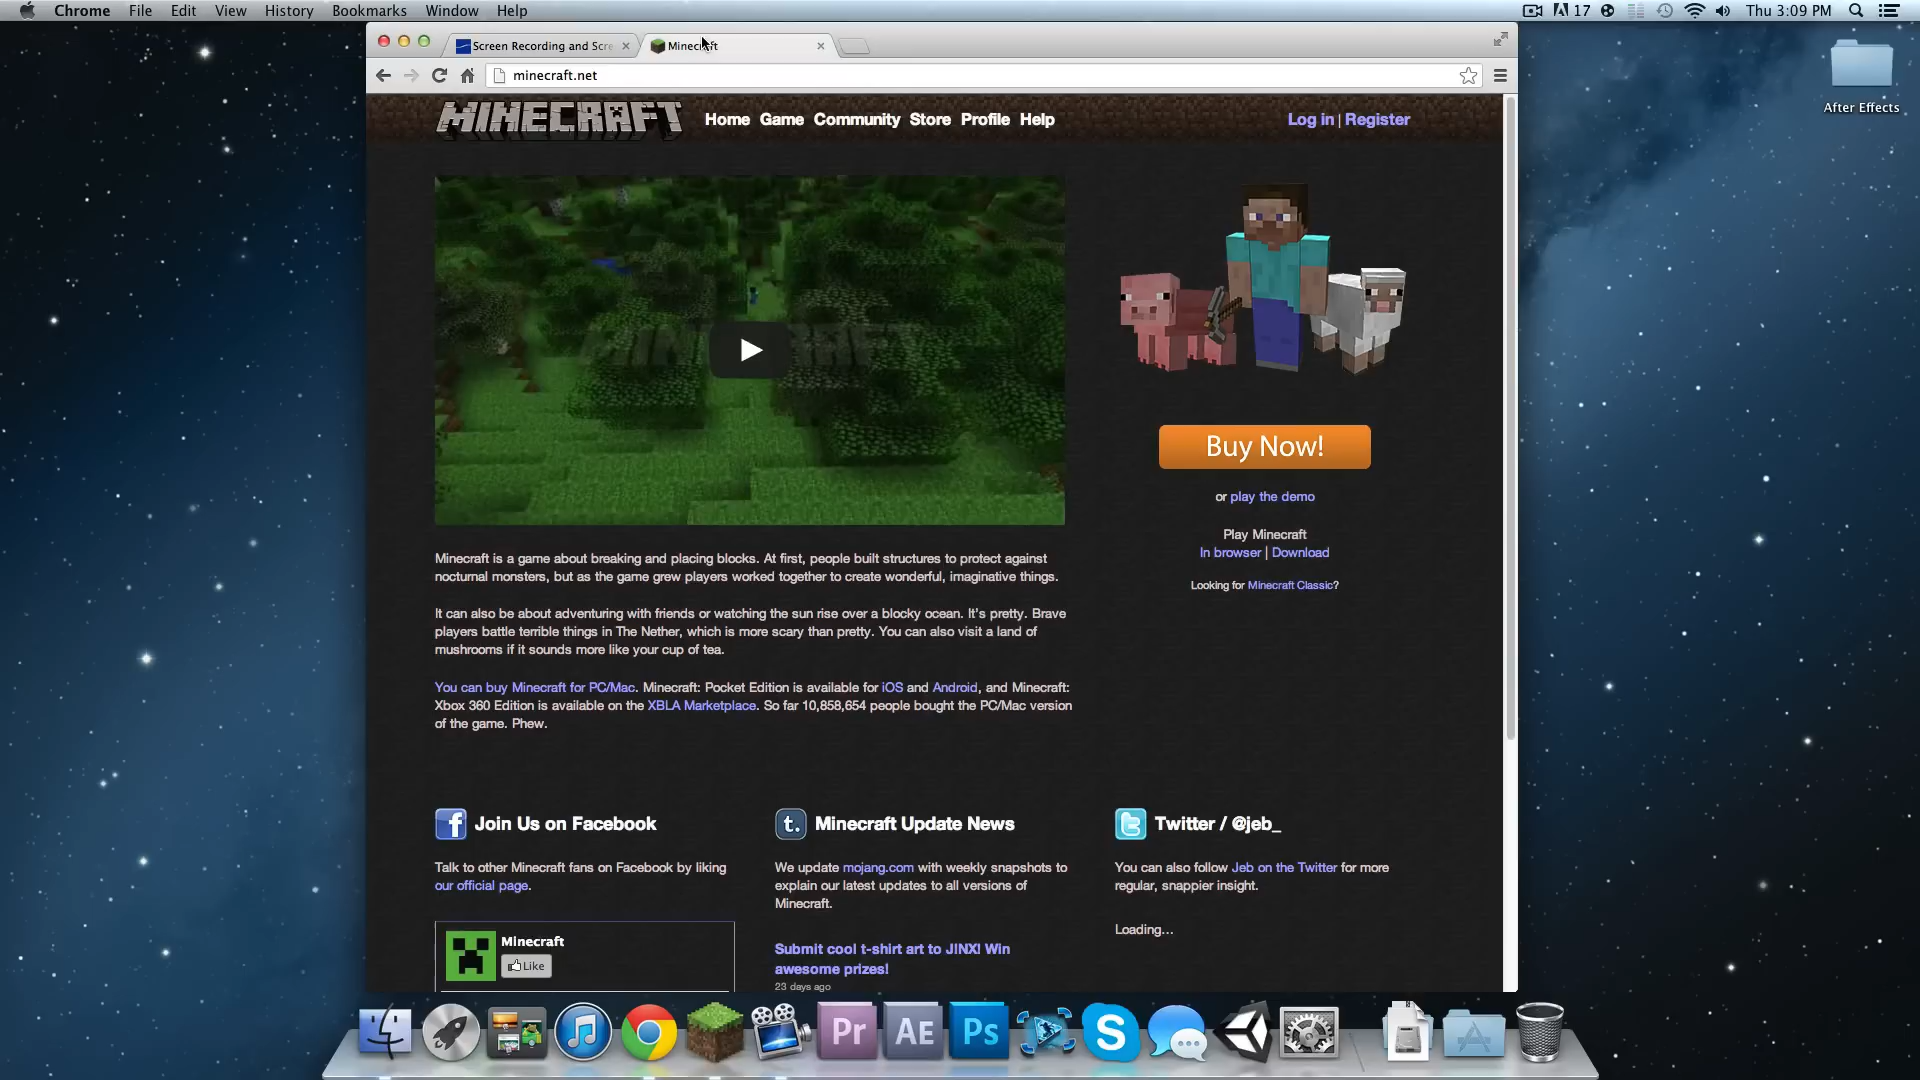 Chrome File Edit View History Bookmarks Window Help
17 Thu 3:09 PM
Screen Recording and Scre
Minecraft
minecraft.net
After Effects
MINECRAFT
Home Game Community Store Profile Help
Log in | Register
MINECRAFT
Buy Now!
or play the demo
Play Minecraft
In browser | Download
Looking for Minecraft Classic?
Minecraft is a game about breaking and placing blocks. At first, people built structures to protect against
nocturnal monsters, but as the game grew players worked together to create wonderful, imaginative things.
It can also be about adventuring with friends or watching the sun rise over a blocky ocean. It's pretty. Brave
players battle terrible things in The Nether, which is more scary than pretty. You can also visit a land of
mushrooms if it sounds more like your cup of tea.
You can buy Minecraft for PC/Mac. Minecraft: Pocket Edition is available for iOS and Android, and Minecraft:
Xbox 360 Edition is available on the XBLA Marketplace. So far 10,858,654 people bought the PC/Mac version
of the game. Phew.
Join Us on Facebook
Talk to other Minecraft fans on Facebook by liking
our official page.
Minecraft
Like
Minecraft Update News
We update mojang.com with weekly snapshots to
explain our latest updates to all versions of
Minecraft.
Submit cool t-shirt art to J!NX! Win
awesome prizes!
23 days ago
Twitter / @jeb_
You can also follow Jeb on the Twitter for more
regular, snappier insight.
Loading...
Pr AE Ps